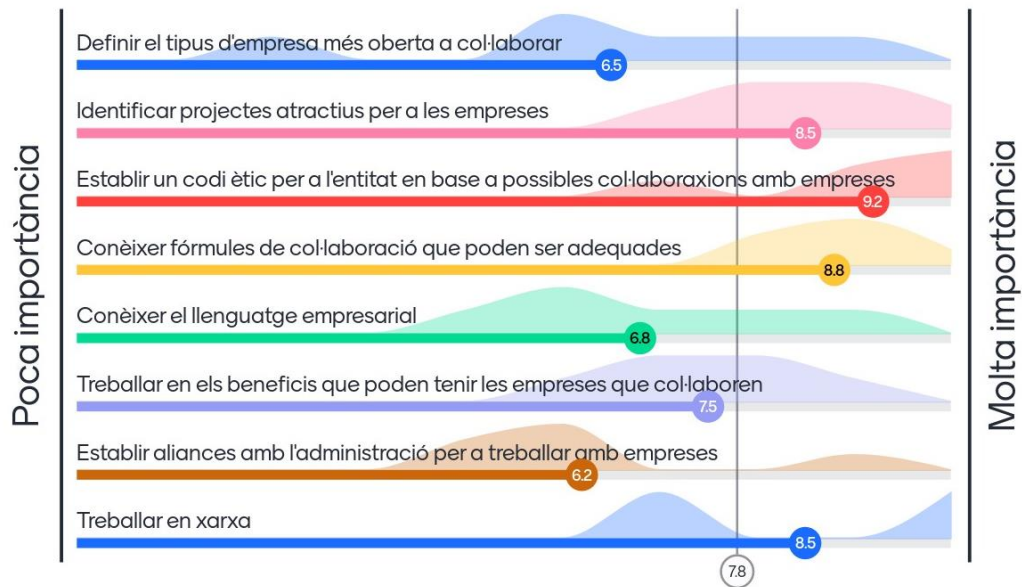 Poca importància
Definir el tipus d'empresa més oberta a col·laborar
6.5
Identificar projectes atractius per a les empreses
8.5
Establir un codi ètic per a l'entitat en base a possibles col·laboraxions amb empreses
9.2
Conèixer fórmules de col·laboració que poden ser adequades
8.8
Conèixer el llenguatge empresarial
6.8
Treballar en els beneficis que poden tenir les empreses que col·laboren
7.5
Establir aliances amb l'administració per a treballar amb empreses
6.2
Treballar en xarxa
8.5
7.8
Molta importància